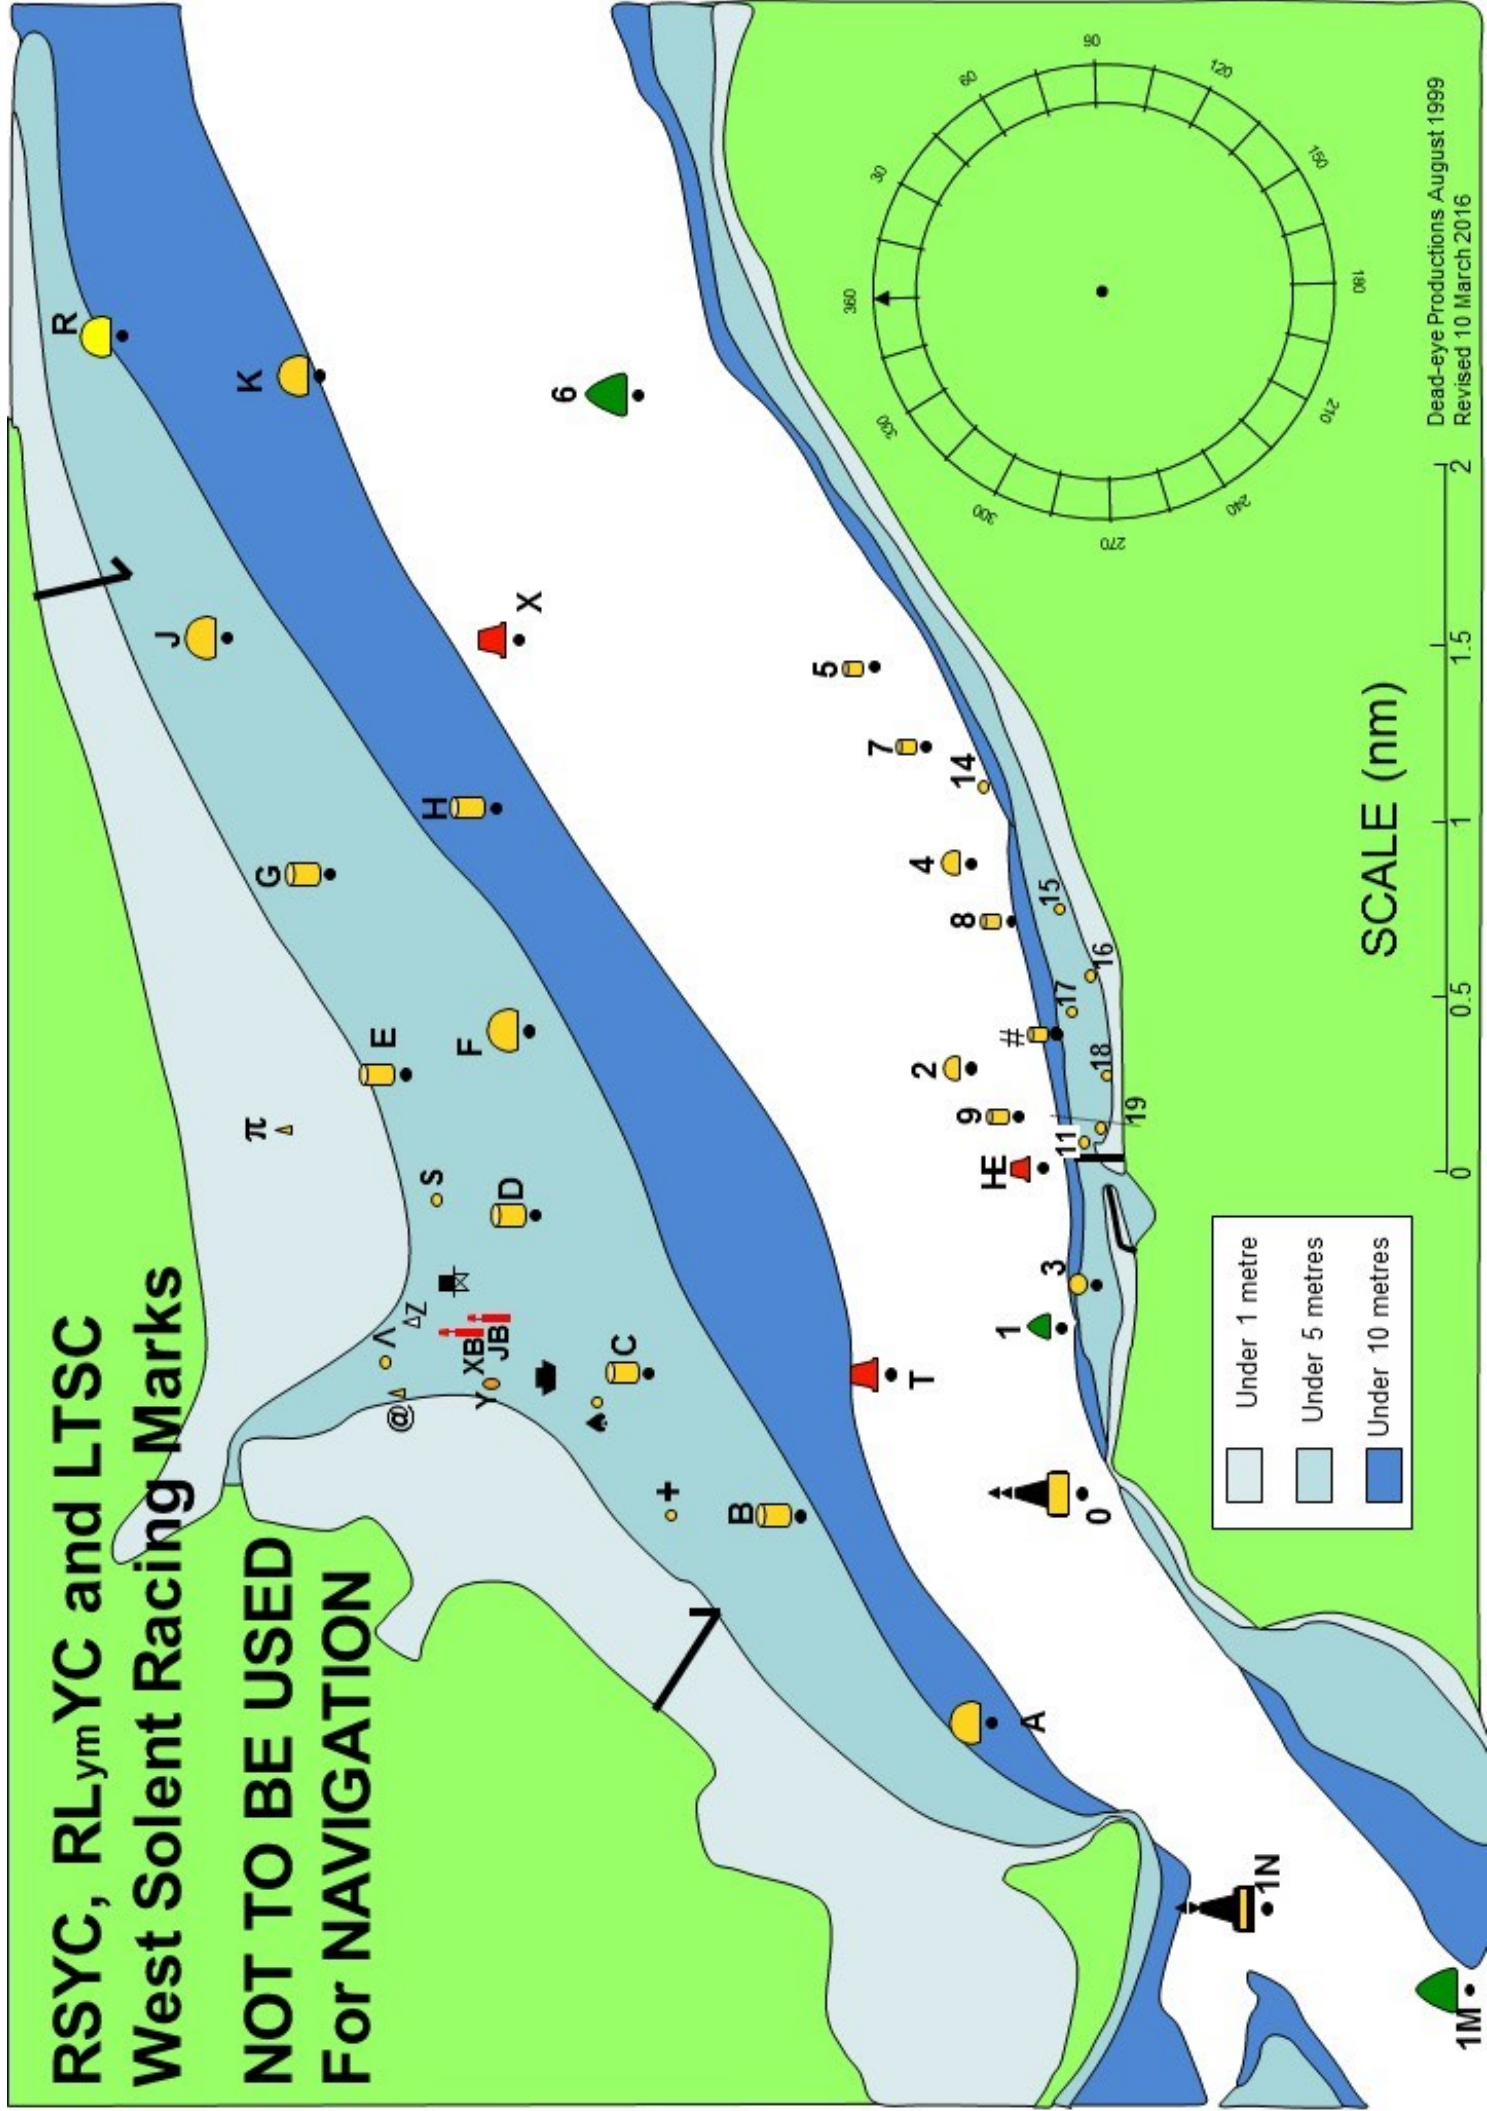 RSYC, RLymYC and LTSC
West Solent Racing Marks
NOT TO BE USED
For NAVIGATION
R
K
J
6
X
G
H
E
π
F
S
D
Z
Λ
@
XB
JB
Y
C
♠
+
B
T
A
5
7
14
4
8
15
16
17
#
18
2
9
19
11
HE
3
1
0
1N
1M
360
30
60
90
120
150
180
210
240
270
300
330
Under 1 metre
Under 5 metres
Under 10 metres
SCALE (nm)
0 0.5 1 1.5 2
Dead-eye Productions August 1999
Revised 10 March 2016